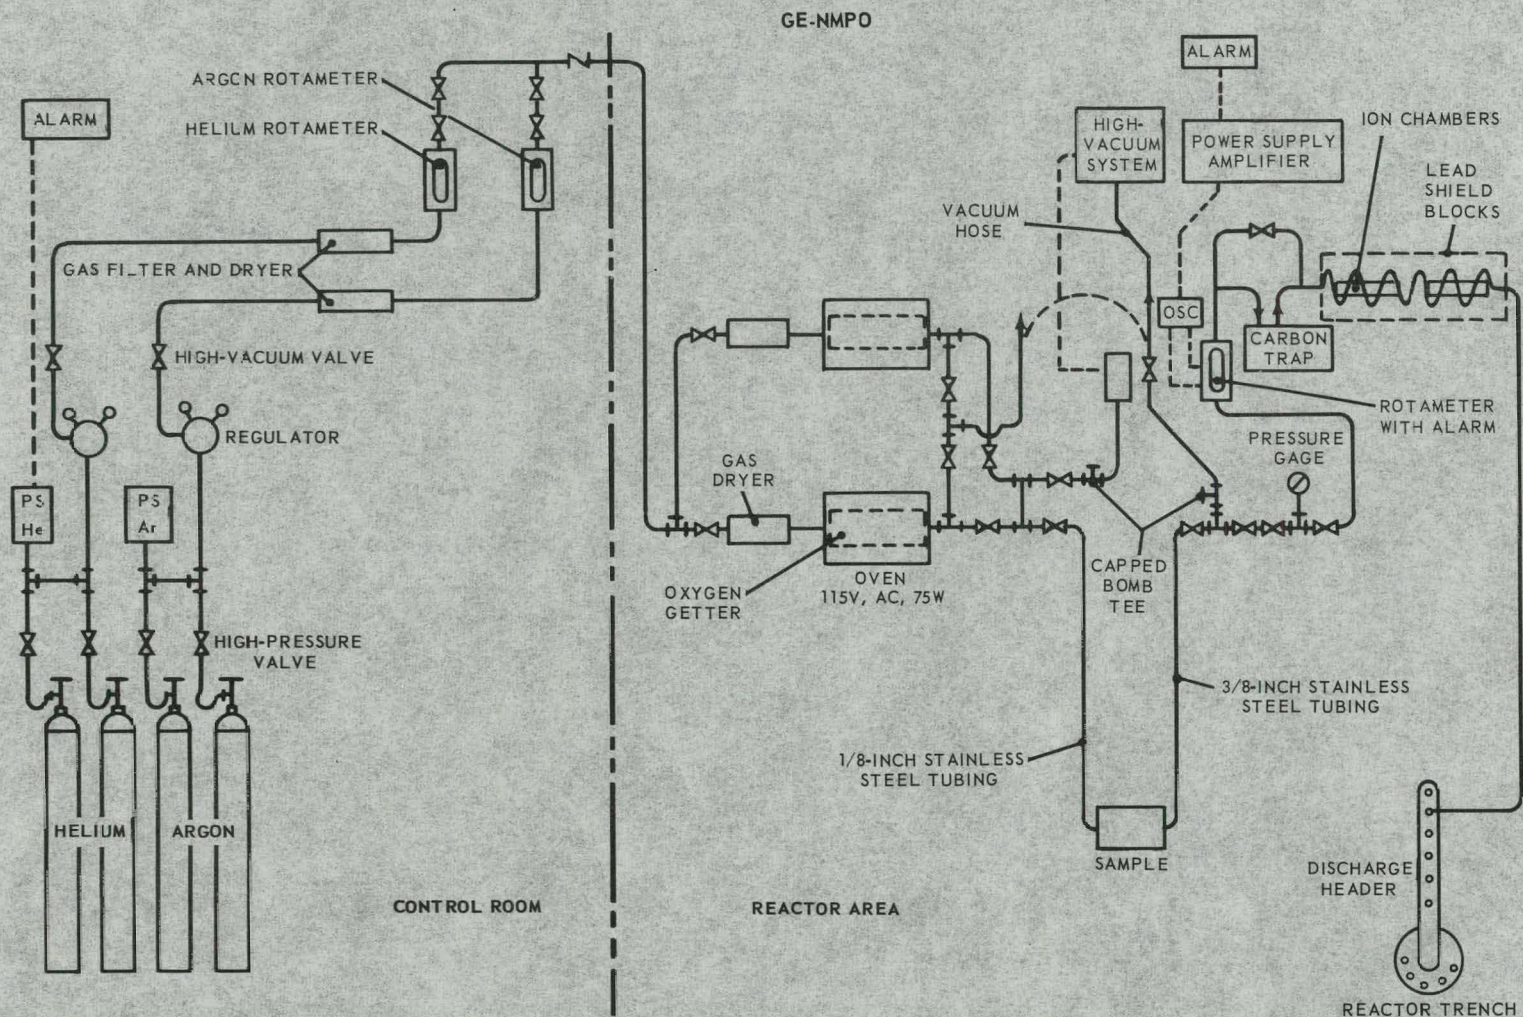 GE-NMPO
ALARM
ARGON ROTAMETER
HELIUM ROTAMETER
GAS FILTER AND DRYER
HIGH-VACUUM VALVE
REGULATOR
PS
He
PS
Ar
HIGH-PRESSURE
VALVE
HELIUM
ARGON
CONTROL ROOM
ALARM
HIGH-
VACUUM
SYSTEM
POWER SUPPLY
AMPLIFIER
ION CHAMBERS
LEAD
SHIELD
BLOCKS
VACUUM
HOSE
OSC
CARBON
TRAP
ROTAMETER
WITH ALARM
PRESSURE
GAGE
GAS
DRYER
OXYGEN
GETTER
OVEN
115V, AC, 75W
CAPPED
BOMB
TEE
3/8-INCH STAINLESS
STEEL TUBING
1/8-INCH STAINLESS
STEEL TUBING
SAMPLE
DISCHARGE
HEADER
REACTOR AREA
REACTOR TRENCH